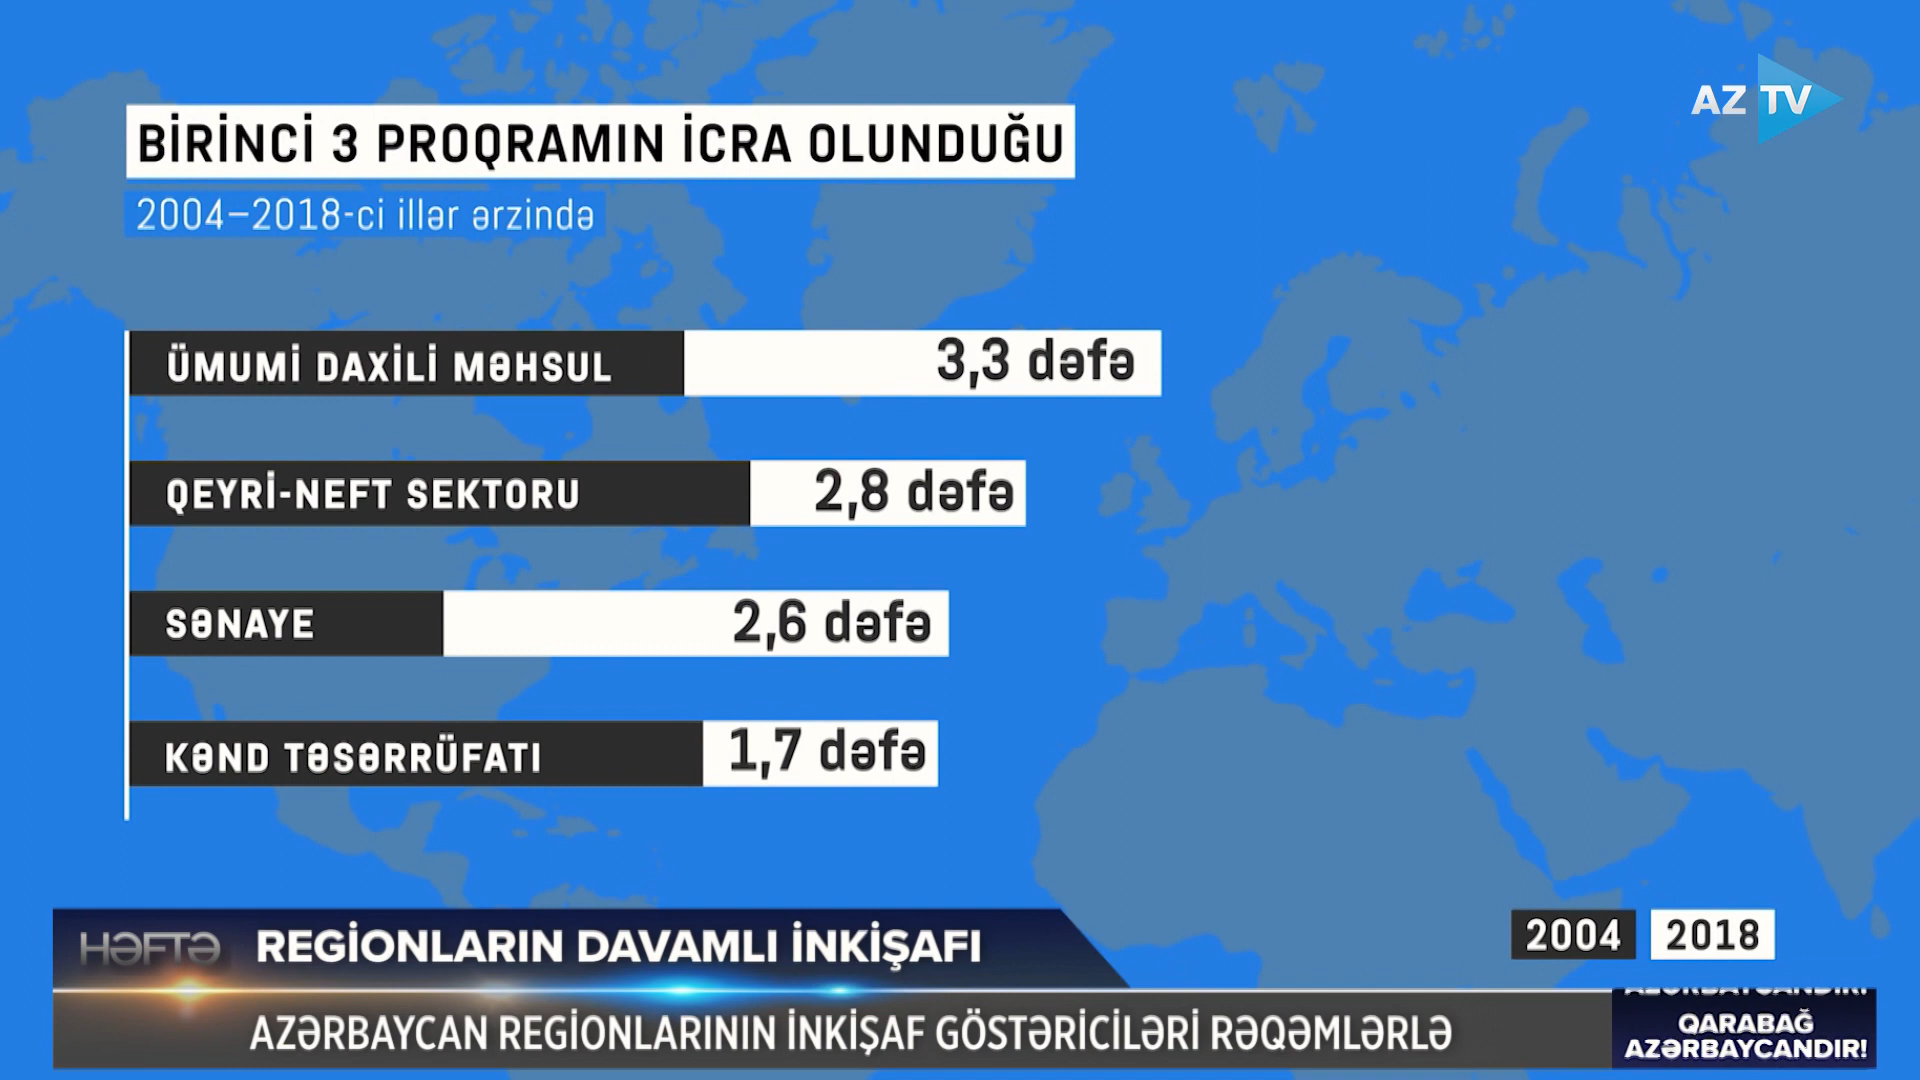 AZ TV
BİRİNCİ 3 PROQRAMIN İCRA OLUNDUĞU
2004–2018-ci illər ərzində
ÜMUMİ DAXİLİ MƏHSUL 3,3 dəfə
QEYRİ-NEFT SEKTORU 2,8 dəfə
SƏNAYE 2,6 dəfə
KƏND TƏSƏRRÜFATI 1,7 dəfə
2004 2018
HƏFTƏ REGİONLARIN DAVAMLI İNKİŞAFI
AZƏRBAYCAN REGİONLARININ İNKİŞAF GÖSTƏRİCİLƏRİ RƏQƏMLƏRLƏ
AZƏRBAYCANDIR!
QARABAĞ
AZƏRBAYCANDIR!